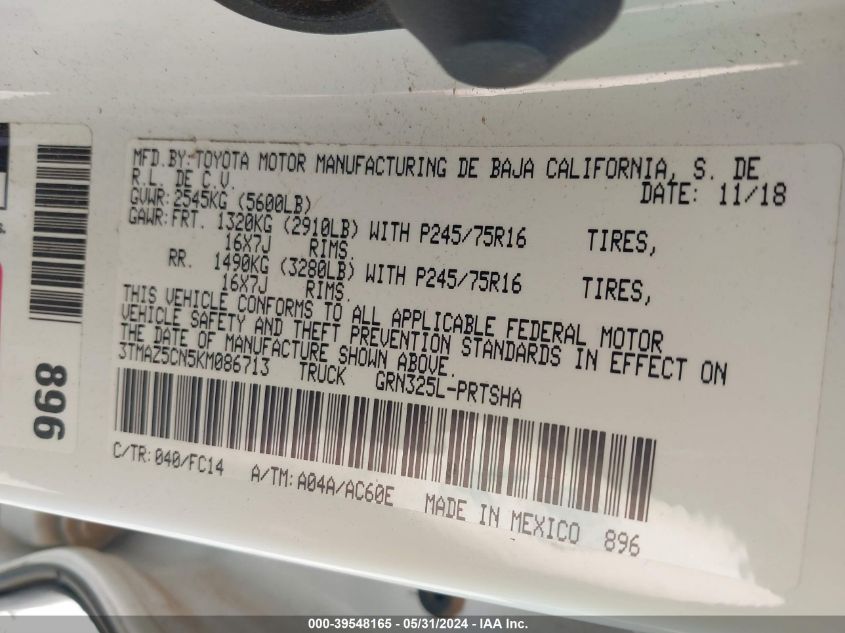 MFD.BY:TOYOTA MOTOR MANUFACTURING DE BAJA CALIFORNIA, S. DE
R.L. DE C.V.
DATE: 11/18
GVWR:2545KG (5600LB)
GAWR:FRT. 1320KG (2910LB) WITH P245/75R16 TIRES,
16X7J RIMS.
RR. 1490KG (3280LB) WITH P245/75R16 TIRES,
16X7J RIMS.
THIS VEHICLE CONFORMS TO ALL APPLICABLE FEDERAL MOTOR
VEHICLE SAFETY AND THEFT PREVENTION STANDARDS IN EFFECT ON
THE DATE OF MANUFACTURE SHOWN ABOVE.
3TMAZ5CN5KM086713 TRUCK GRN325L-PRTSHA
C/TR:040/FC14 A/TM:A04A/AC60E MADE IN MEXICO 896
896
000-39548165 - 05/31/2024 - IAA Inc.